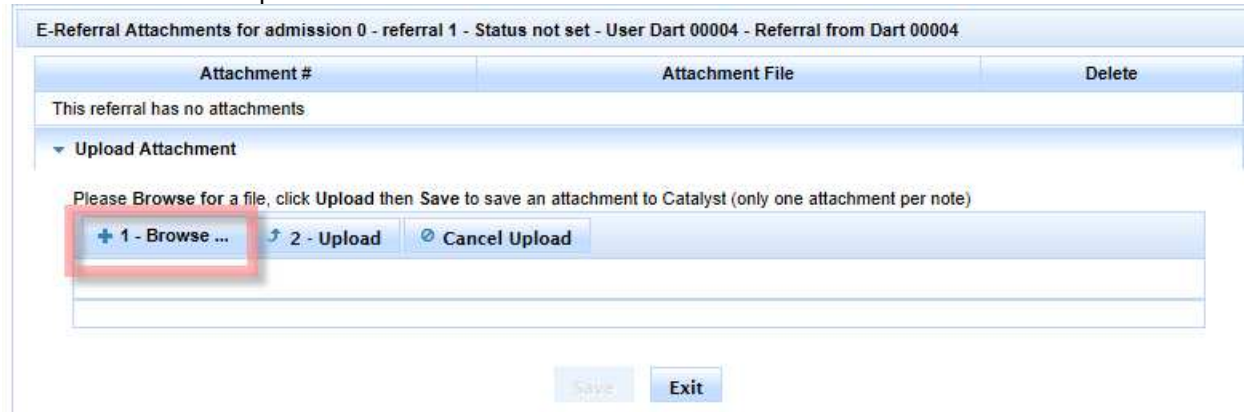 E-Referral Attachments for admission 0 - referral 1 - Status not set - User Dart 00004 - Referral from Dart 00004
Attachment # Attachment File Delete
This referral has no attachments
Upload Attachment
Please Browse for a file, click Upload then Save to save an attachment to Catalyst (only one attachment per note)
1 - Browse ... 2 - Upload Cancel Upload
Save Exit